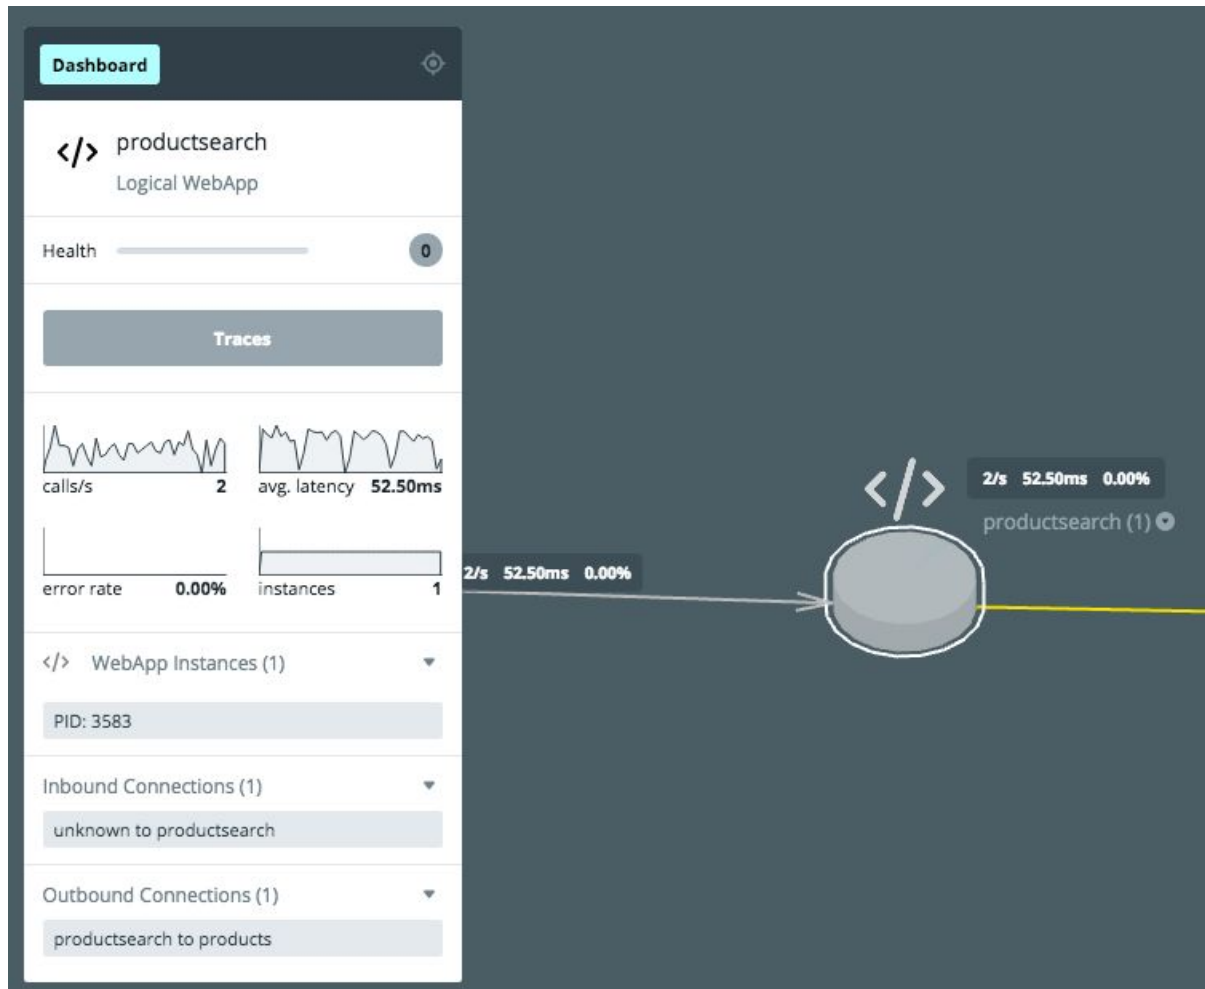 Dashboard
</> productsearch
Logical WebApp
Health 0
Traces
calls/s 2
avg. latency 52.50ms
error rate 0.00%
instances 1
</> WebApp Instances (1)
PID: 3583
Inbound Connections (1)
unknown to productsearch
Outbound Connections (1)
productsearch to products
2/s 52.50ms 0.00%
</>
2/s 52.50ms 0.00%
productsearch (1)